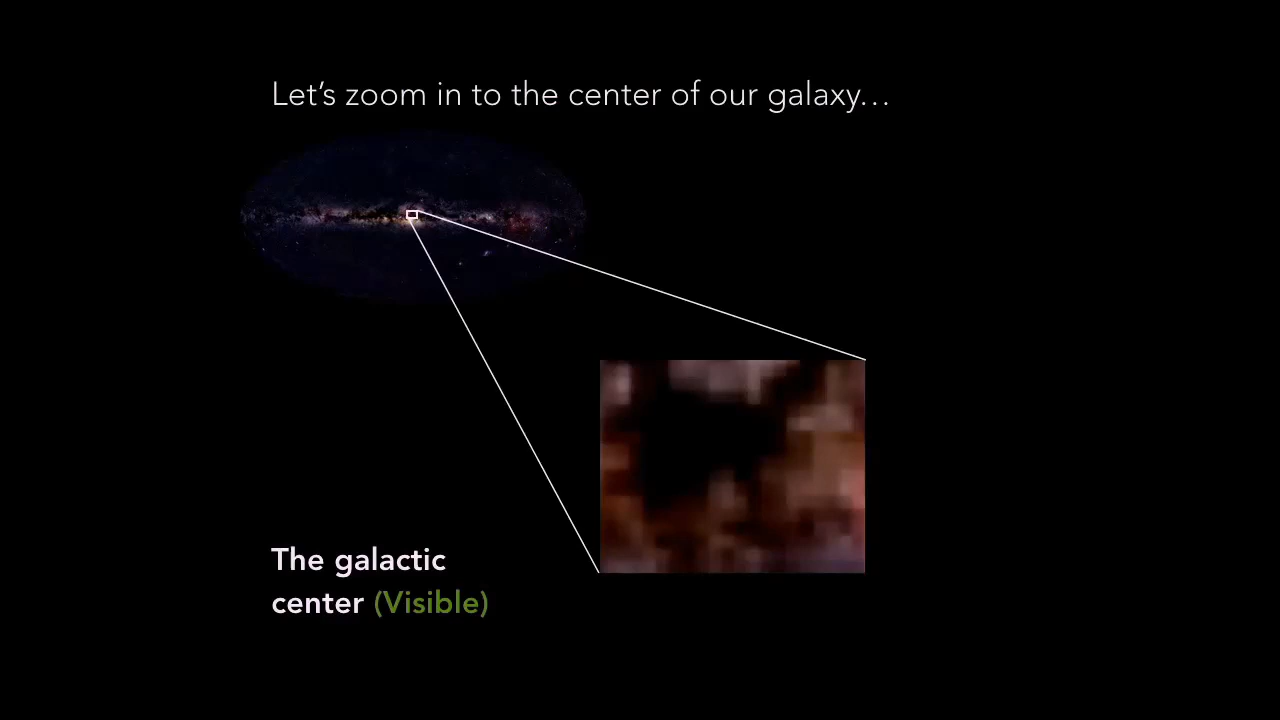 Let’s zoom in to the center of our galaxy…
The galactic
center (Visible)